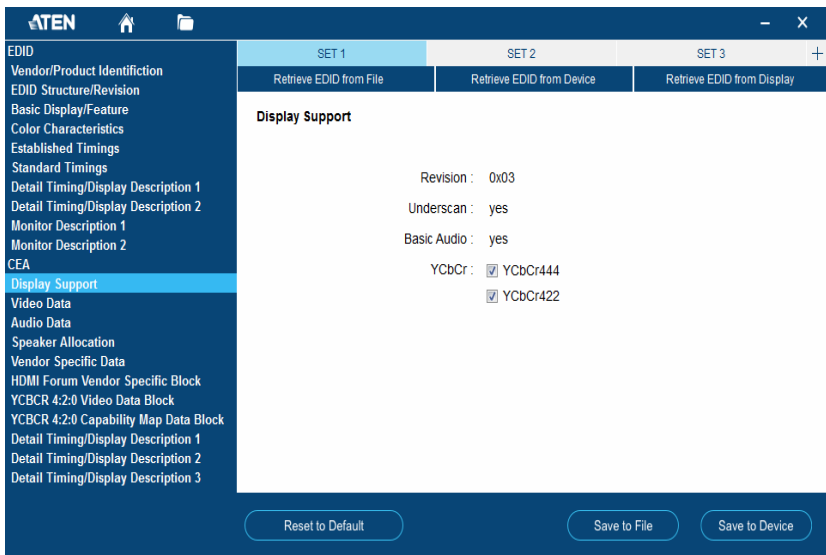 ATEN
EDID
Vendor/Product Identifiction
EDID Structure/Revision
Basic Display/Feature
Color Characteristics
Established Timings
Standard Timings
Detail Timing/Display Description 1
Detail Timing/Display Description 2
Monitor Description 1
Monitor Description 2
CEA
Display Support
Video Data
Audio Data
Speaker Allocation
Vendor Specific Data
HDMI Forum Vendor Specific Block
YCBCR 4:2:0 Video Data Block
YCBCR 4:2:0 Capability Map Data Block
Detail Timing/Display Description 1
Detail Timing/Display Description 2
Detail Timing/Display Description 3
SET 1 SET 2 SET 3 +
Retrieve EDID from File Retrieve EDID from Device Retrieve EDID from Display
Display Support
Revision : 0x03
Underscan : yes
Basic Audio : yes
YCbCr : YCbCr444
YCbCr422
Reset to Default Save to File Save to Device